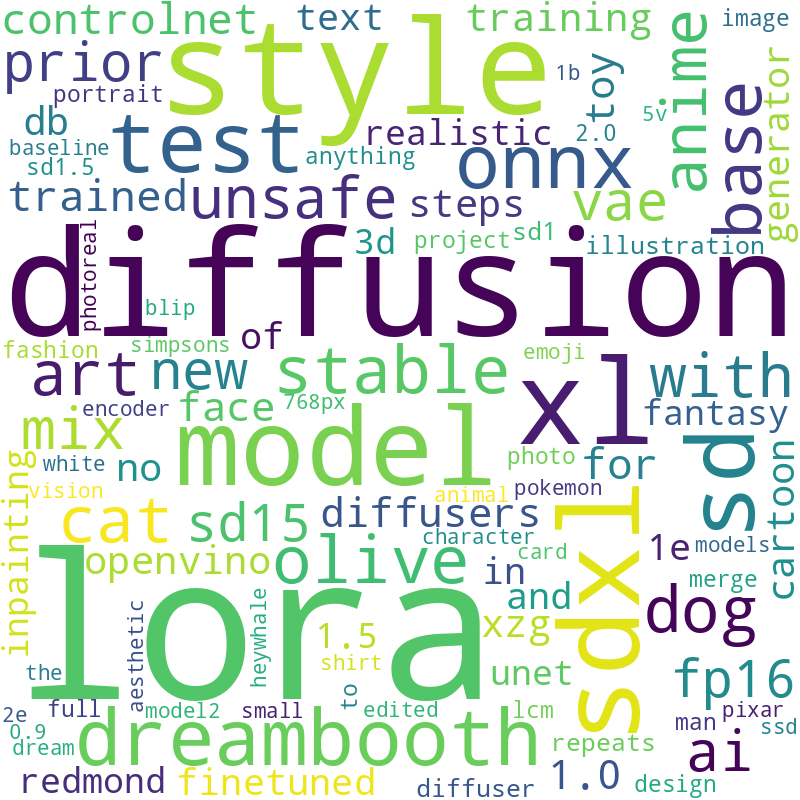 controlnet
text
training
image
style
prior
1b
toy
anime
generator
portrait
db
test
realistic
2.0
5v
base
baseline
sd1.5
anything
onnx
trained
unsafe
steps
vae
photoreal
3d
project
sd1
illustration
diffusion
blip
of
fashion
simpsons
emoji
art
new
stable
xl
with
encoder
face
768px
fantasy
mix
model
sd
cartoon
inpainting
white
no
photo
for
vision
animal
pokemon
cat
sd15
diffusers
character
sdxl
card
1e
models
openvino
olive
in
merge
lora
aesthetic
heywhale
and
dog
1.5
xzg
shirt
the
to
unet
fp16
2e
full
model2
small
edited
lcm
man
pixar
0.9
dream
dreambooth
repeats
ai
ssd
redmond
finetuned
diffuser
1.0
design